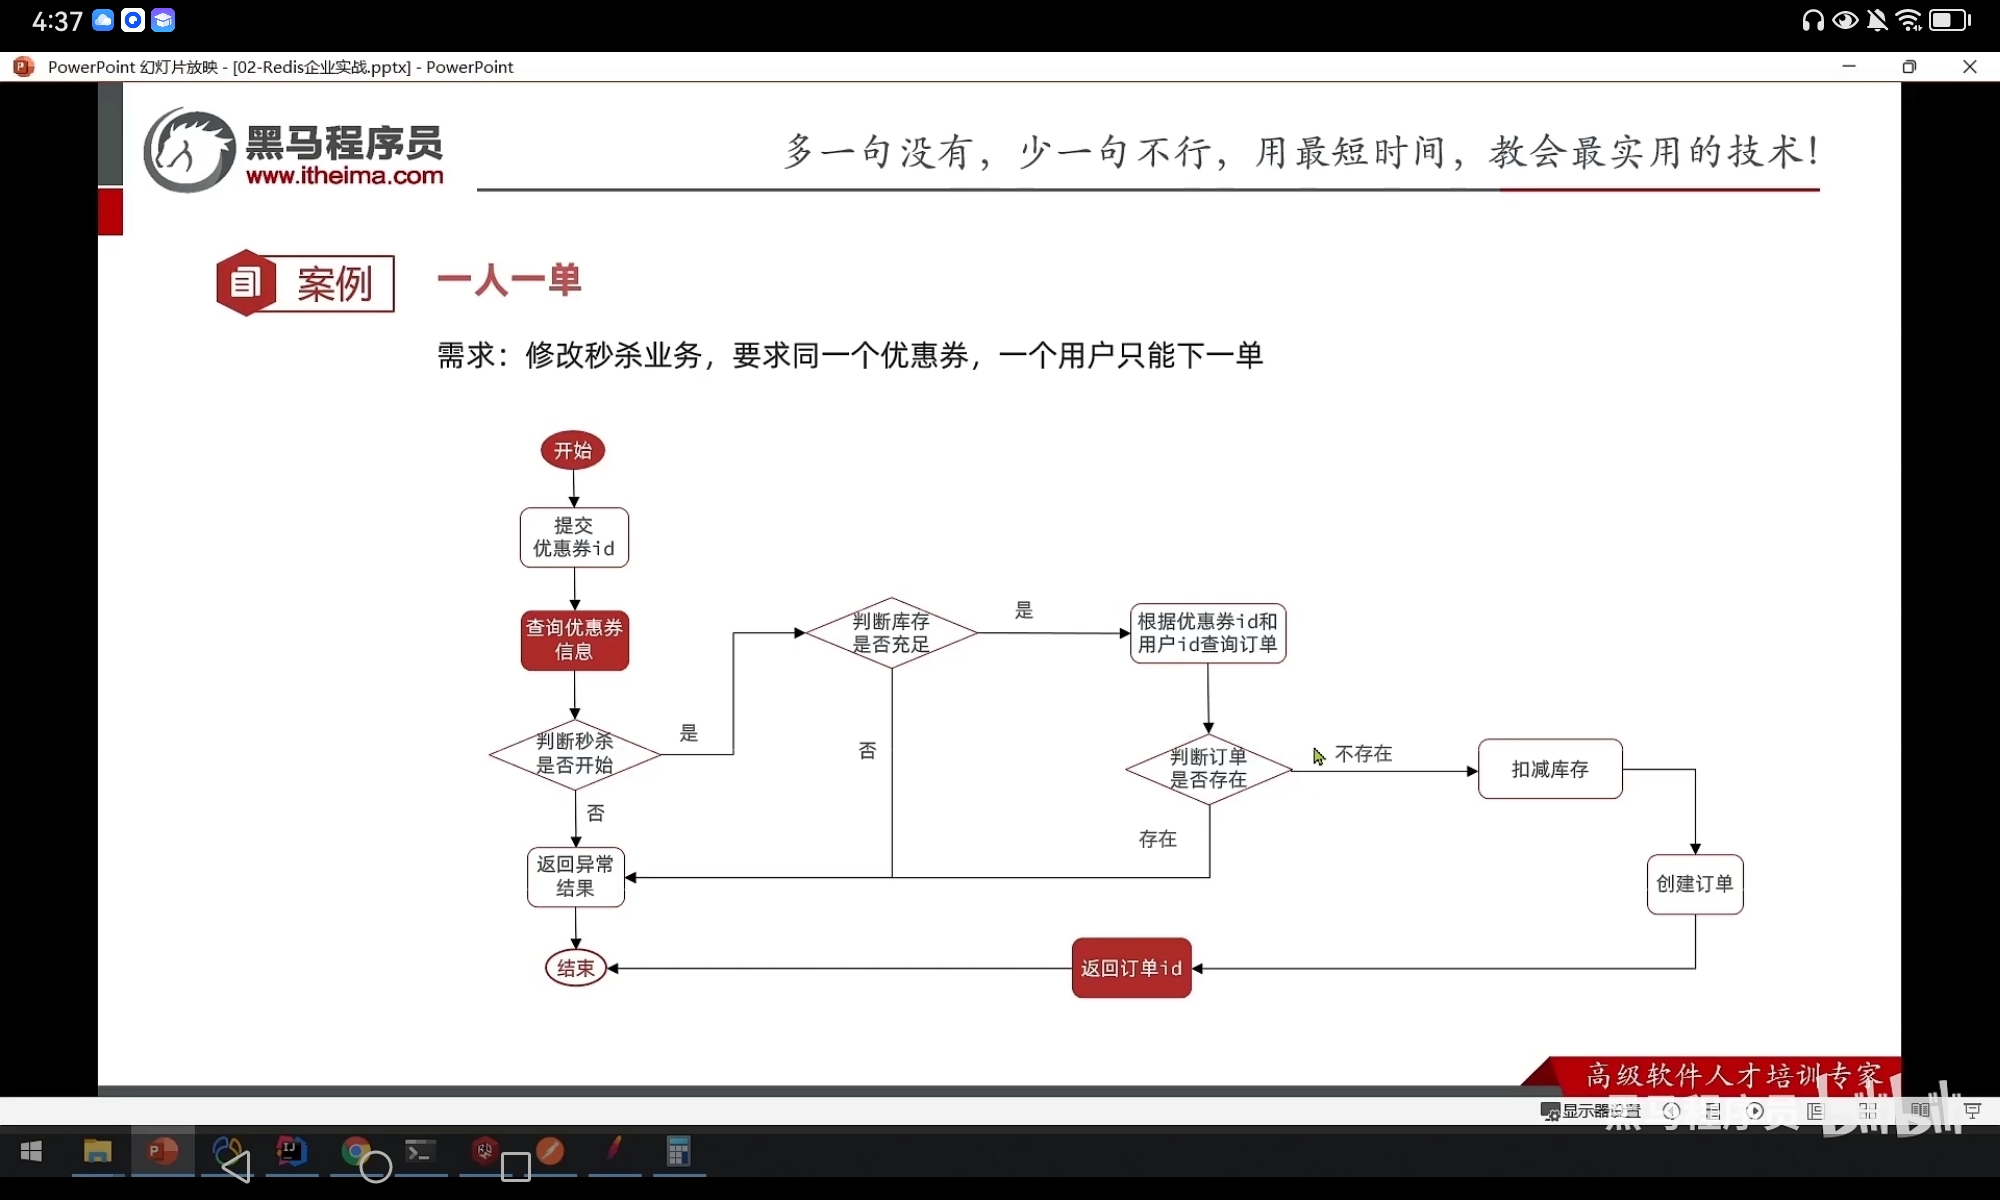 4:37
PowerPoint 幻灯片放映 - [02-Redis企业实战.pptx] - PowerPoint
黑马程序员
www.itheima.com
多一句没有，少一句不行，用最短时间，教会最实用的技术！
案例
一人一单
需求：修改秒杀业务，要求同一个优惠券，一个用户只能下一单
开始
提交
优惠券id
查询优惠券
信息
判断秒杀
是否开始
是
否
返回异常
结果
结束
判断库存
是否充足
是
否
根据优惠券id和
用户id查询订单
判断订单
是否存在
不存在
存在
扣减库存
创建订单
返回订单id
高级软件人才培训专家
显示器设置
黑马程序员
bilibili